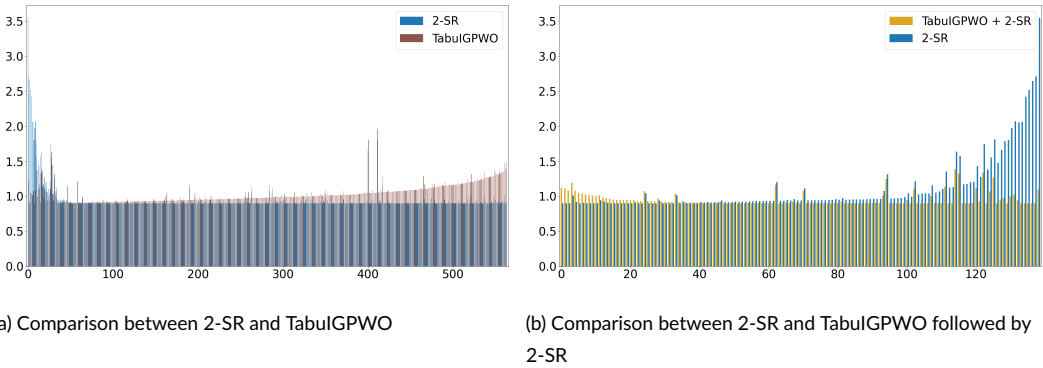 3.5
3.0
2.5
2.0
1.5
1.0
0.5
0.0
0 100 200 300 400 500
2-SR
TabuIGPWO
3.5
3.0
2.5
2.0
1.5
1.0
0.5
0.0
0 20 40 60 80 100 120
TabuIGPWO + 2-SR
2-SR
a) Comparison between 2-SR and TabuIGPWO
(b) Comparison between 2-SR and TabuIGPWO followed by
2-SR